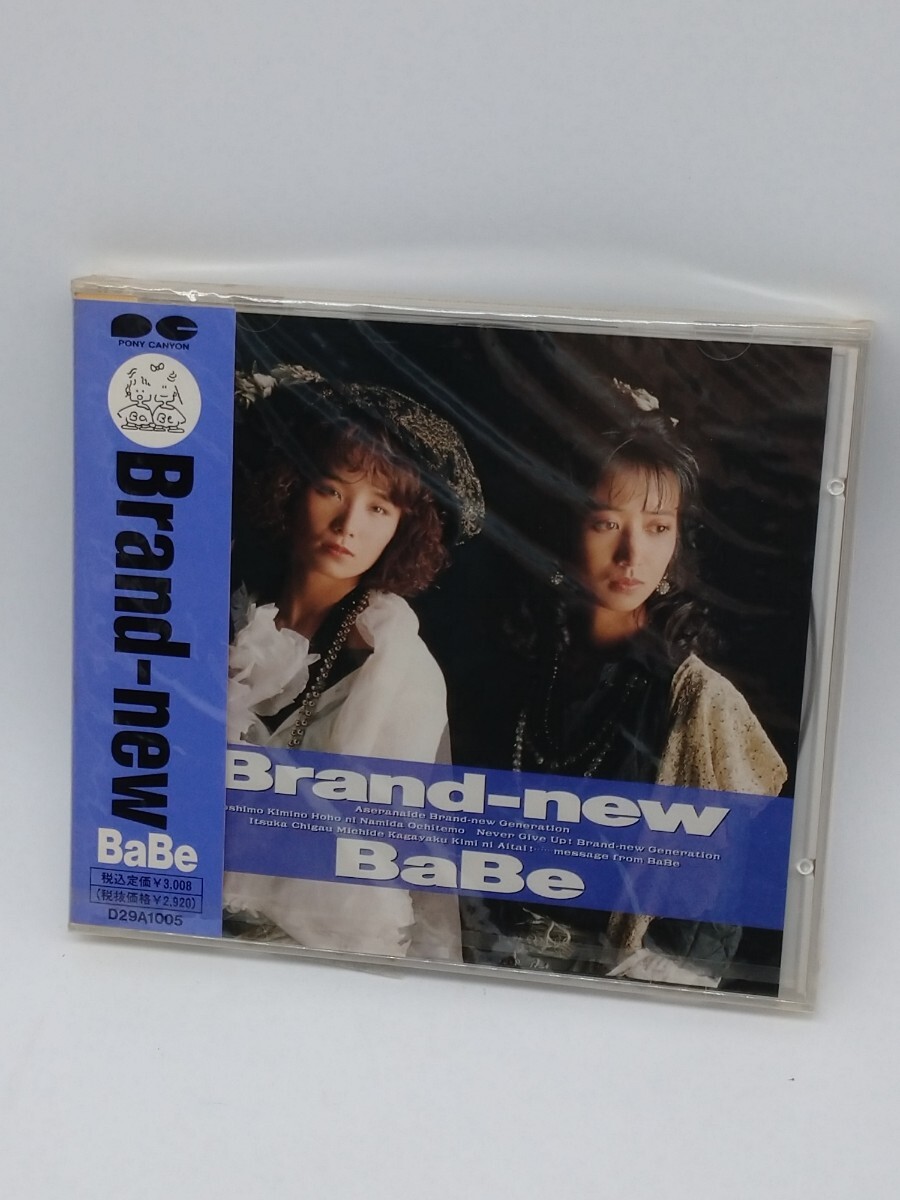 PONY CANYON
Ba Be
Brand-new
BaBe
税込定価¥3,008
(税抜価格¥2,920)
D29A1005
Brand-new
Aseranaide Brand-new Generation
Kimino Hoho ni Namida Ochitemo Never Give Up! Brand-new Generation
Itsuka Chigau Michide Kagayaku Kimi ni Aitai! ..... message from BaBe
BaBe